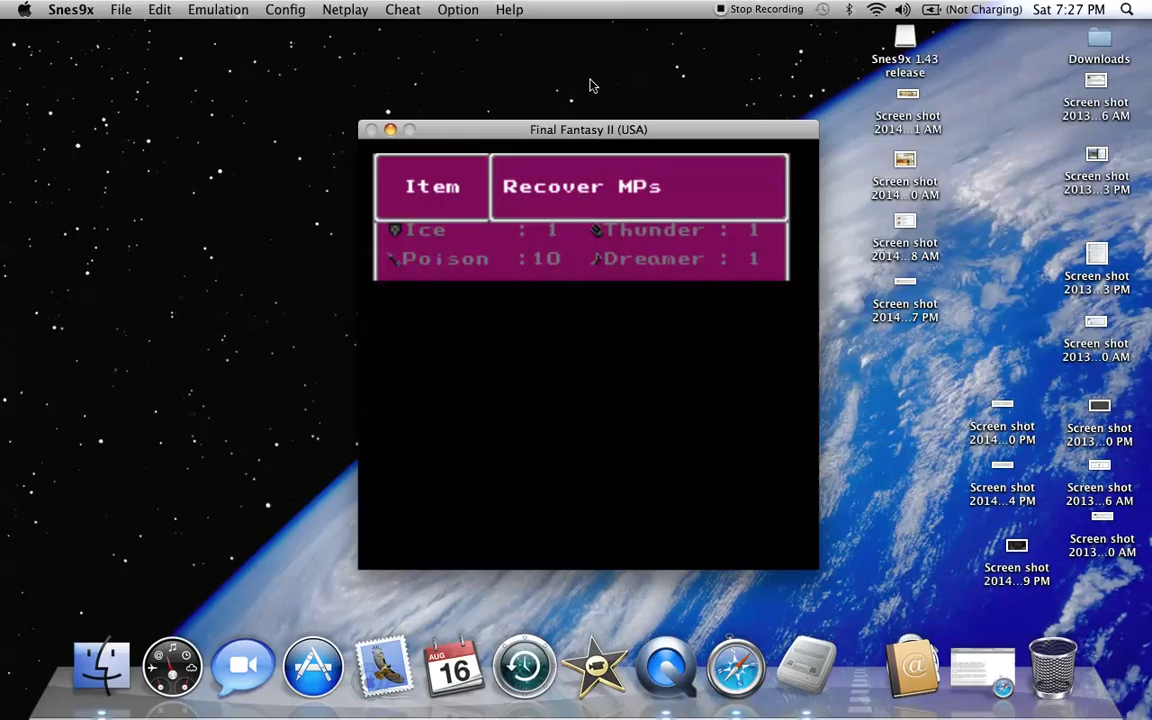 Snes9x File Edit Emulation Config Netplay Cheat Option Help Stop Recording (Not Charging) Sat 7:27 PM
Snes9x 1.43
release
Downloads
Screen shot
2014...1 AM
Screen shot
2013...6 AM
Final Fantasy II (USA)
Item Recover MPs
Ice : 1 Thunder : 1
Poison :10 Dreamer : 1
Screen shot
2014...0 AM
Screen shot
2013...3 PM
Screen shot
2014...8 AM
Screen shot
2013...3 PM
Screen shot
2014...7 PM
Screen shot
2013...0 AM
Screen shot
2014...0 PM
Screen shot
2013...0 PM
Screen shot
2014...4 PM
Screen shot
2013...6 AM
Screen shot
2014...9 PM
Screen shot
2013...0 AM
AUG
16
@